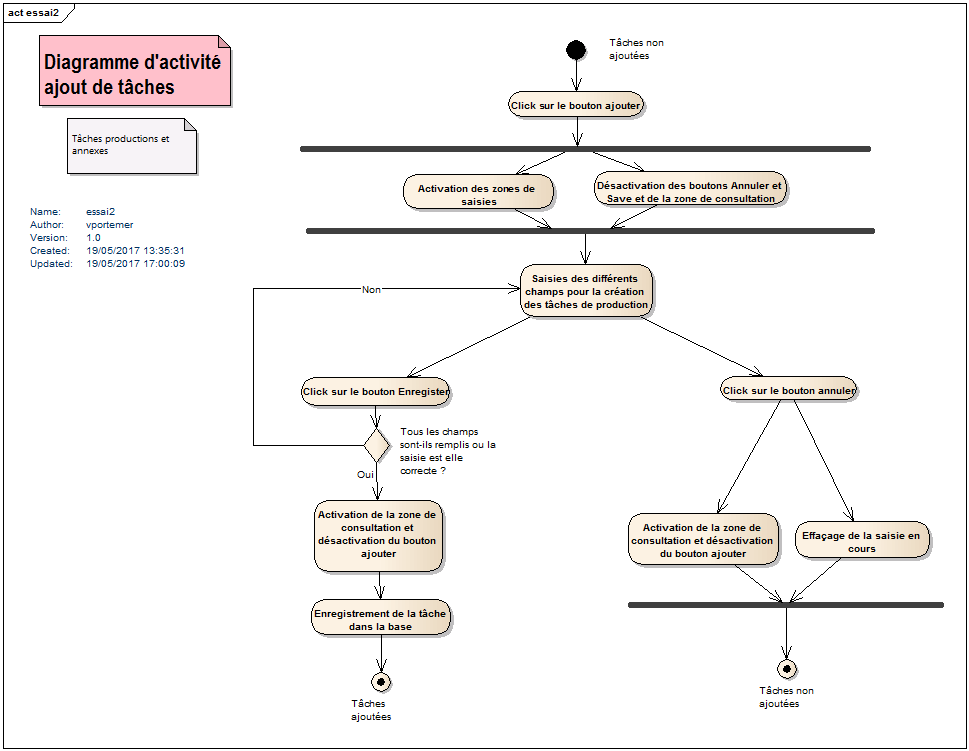 act essai2
Diagramme d'activité
ajout de tâches
Tâches productions et
annexes
Name: essai2
Author: vportemer
Version: 1.0
Created: 19/05/2017 13:35:31
Updated: 19/05/2017 17:00:09
Tâches non
ajoutées
Click sur le bouton ajouter
Activation des zones de
saisies
Désactivation des boutons Annuler et
Save et de la zone de consultation
Saisies des différents
champs pour la création
des tâches de production
Non
Click sur le bouton Enregister
Click sur le bouton annuler
Tous les champs
sont-ils remplis ou la
saisie est elle
correcte ?
Oui
Activation de la zone de
consultation et
désactivation du bouton
ajouter
Activation de la zone de
consultation et désactivation
du bouton ajouter
Effaçage de la saisie en
cours
Enregistrement de la tâche
dans la base
Tâches
ajoutées
Tâches non
ajoutées